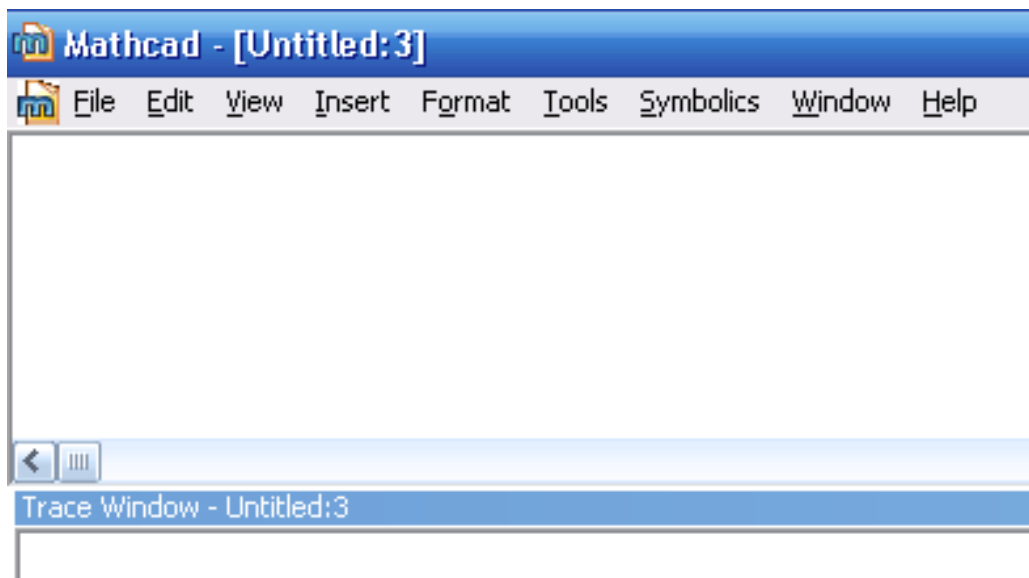 Mathcad - [Untitled:3]
File Edit View Insert Format Tools Symbolics Window Help
Trace Window - Untitled:3